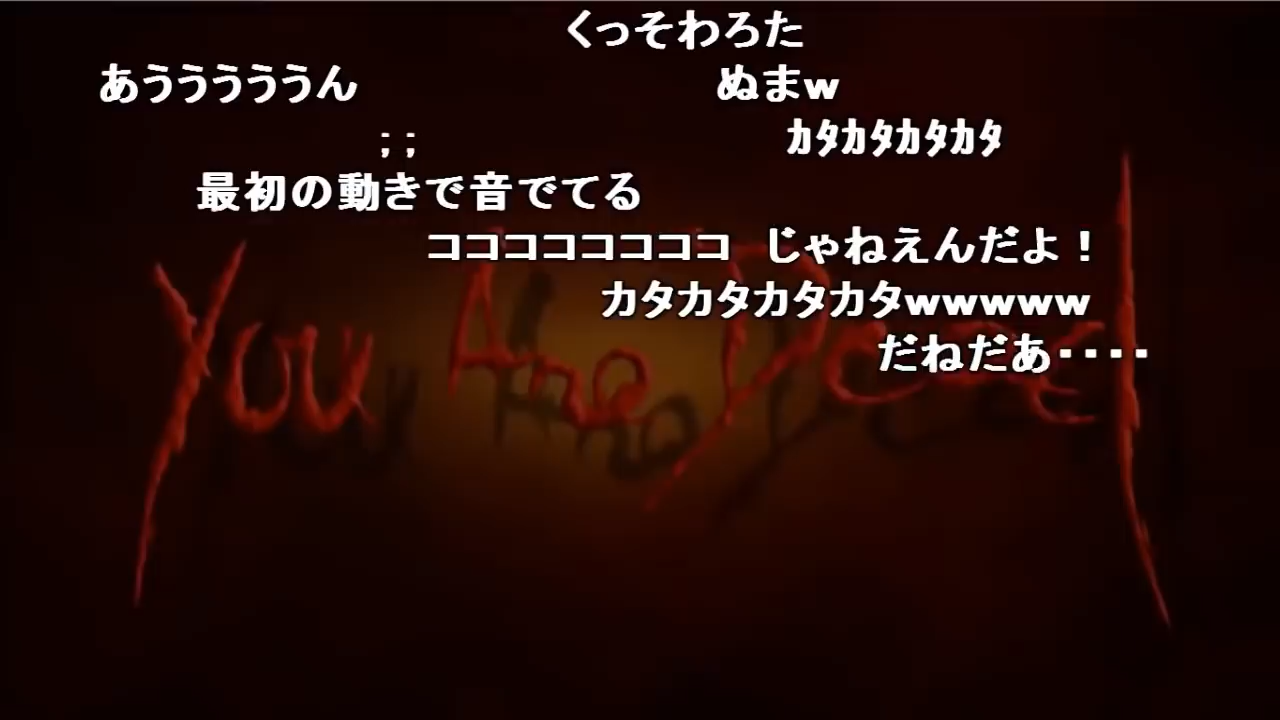 くっそわろた
あうううううん
ぬまw
；；
ｶﾀｶﾀｶﾀｶﾀ
最初の動きで音でてる
コココココココココ　じゃねえんだよ！
カタカタカタカタwwwww
だねだあ・・・・
You Are Dead